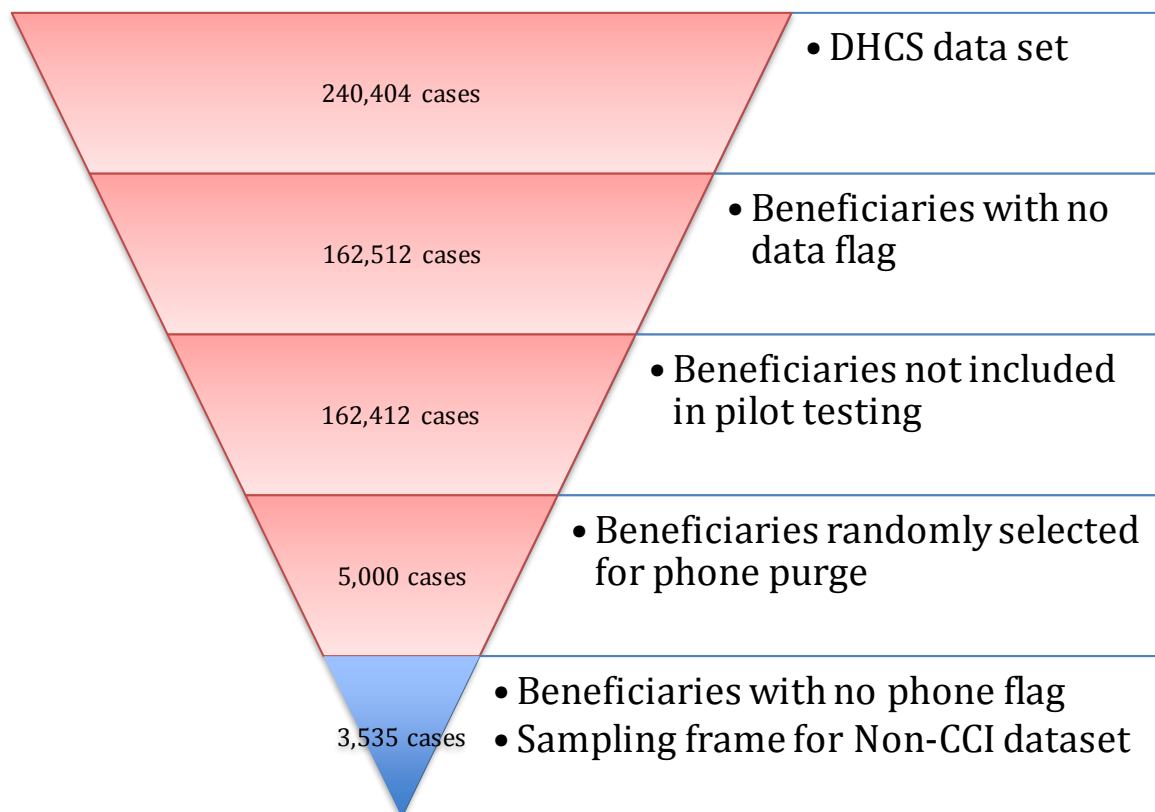 240,404 cases
• DHCS data set
162,512 cases
• Beneficiaries with no
data flag
162,412 cases
• Beneficiaries not included
in pilot testing
5,000 cases
• Beneficiaries randomly selected
for phone purge
3,535 cases
• Beneficiaries with no phone flag
• Sampling frame for Non-CCI dataset